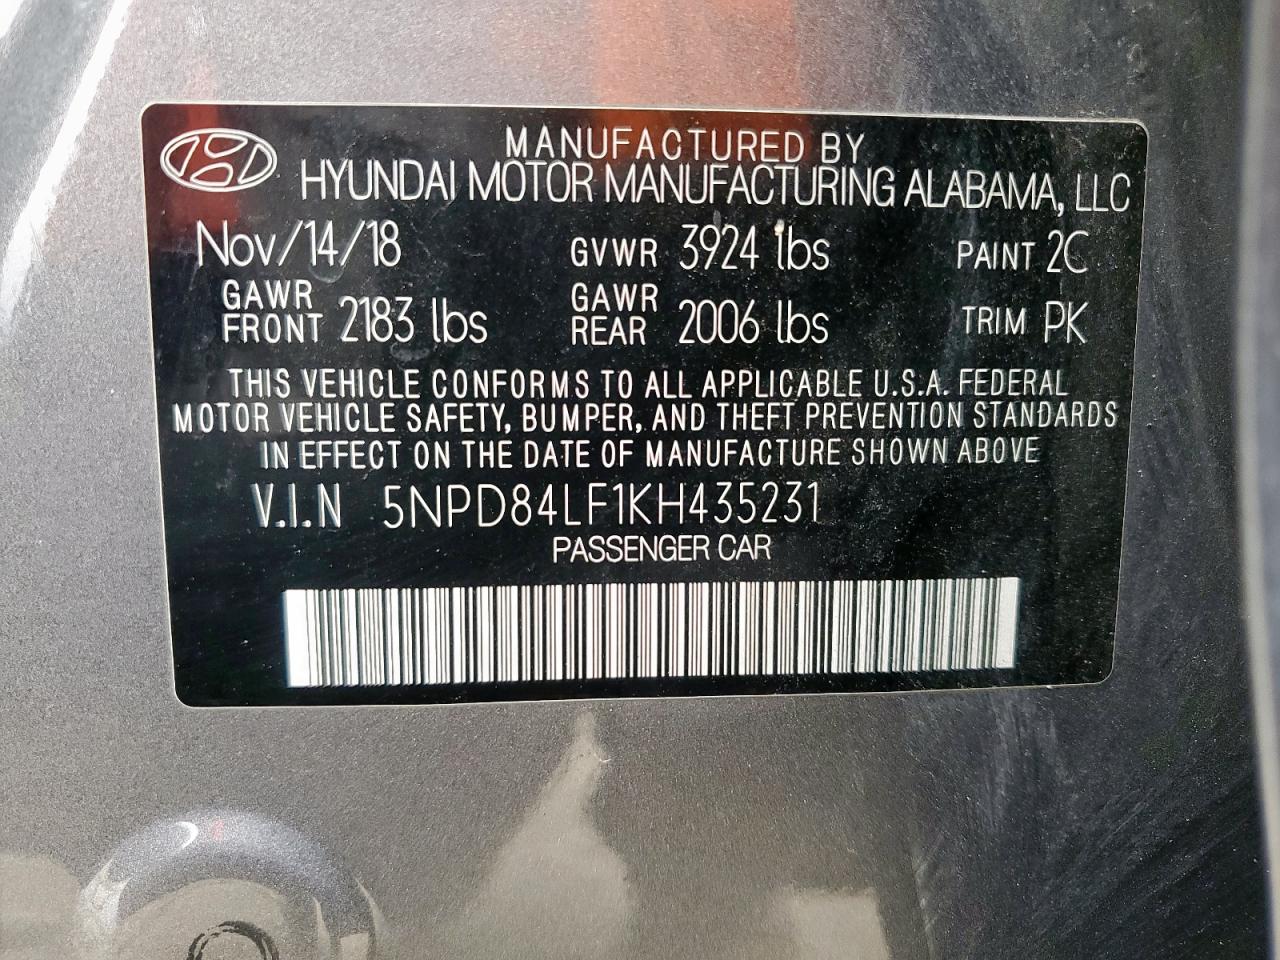 MANUFACTURED BY
HYUNDAI MOTOR MANUFACTURING ALABAMA, LLC
Nov/14/18 GVWR 3924 lbs PAINT 2C
GAWR FRONT 2183 lbs GAWR REAR 2006 lbs TRIM PK
THIS VEHICLE CONFORMS TO ALL APPLICABLE U.S.A. FEDERAL
MOTOR VEHICLE SAFETY, BUMPER, AND THEFT PREVENTION STANDARDS
IN EFFECT ON THE DATE OF MANUFACTURE SHOWN ABOVE
V.I.N 5NPD84LF1KH435231
PASSENGER CAR